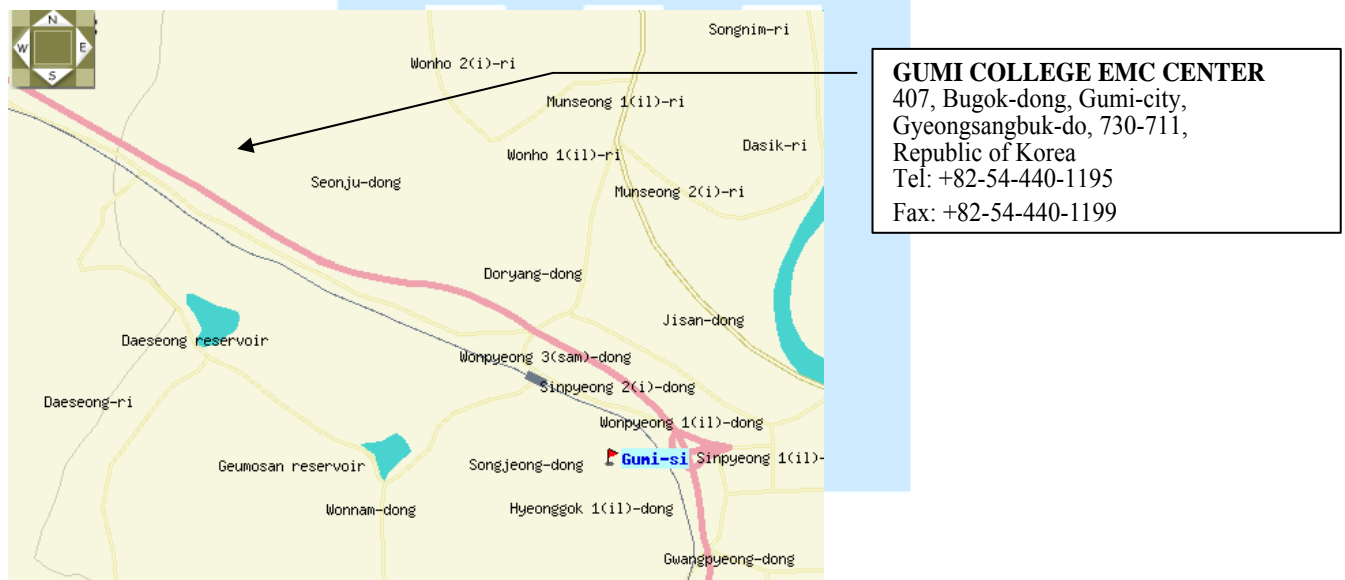 N
W
E
S
Songnim-ri
Wonho 2(i)-ri
Munseong 1(il)-ri
Dasik-ri
Wonho 1(il)-ri
Seonju-dong
Munseong 2(i)-ri
Doryang-dong
Jisan-dong
Daeseong reservoir
Wonpyeong 3(sam)-dong
Sinpyeong 2(i)-dong
Daeseong-ri
Wonpyeong 1(il)-dong
Geumosan reservoir
Songjeong-dong
Gumi-si
Sinpyeong 1(il)-
Wonnam-dong
Hyeonggok 1(il)-dong
Gwangpyeong-dong
GUMI COLLEGE EMC CENTER
407, Bugok-dong, Gumi-city,
Gyeongsangbuk-do, 730-711,
Republic of Korea
Tel: +82-54-440-1195
Fax: +82-54-440-1199